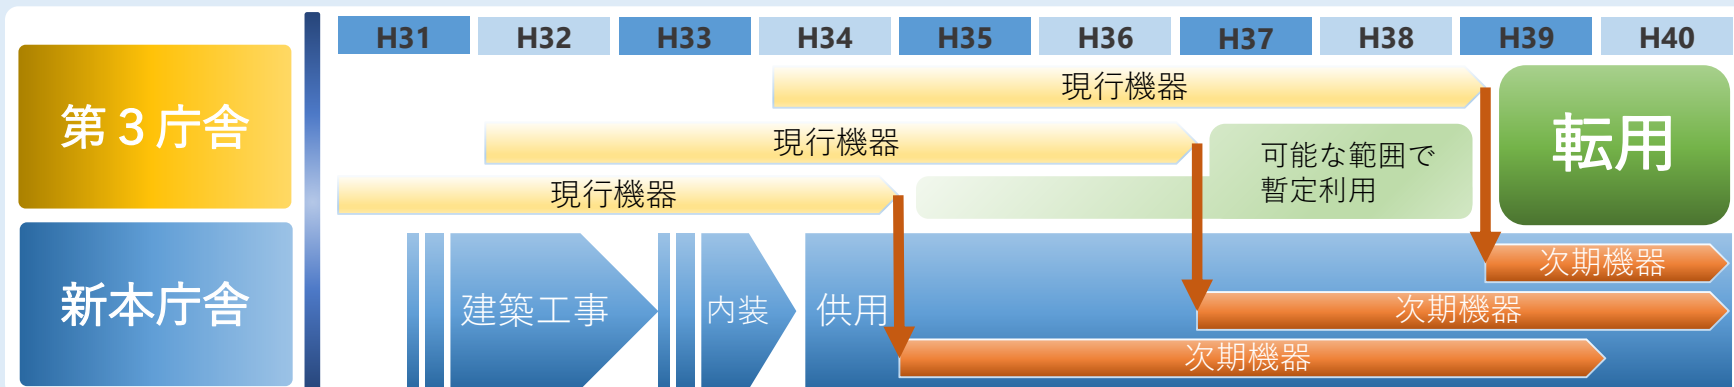 H31 H32 H33 H34 H35 H36 H37 H38 H39 H40
第３庁舎
現行機器
現行機器
現行機器
可能な範囲で
暫定利用
転用
新本庁舎
建築工事
内装
供用
次期機器
次期機器
次期機器